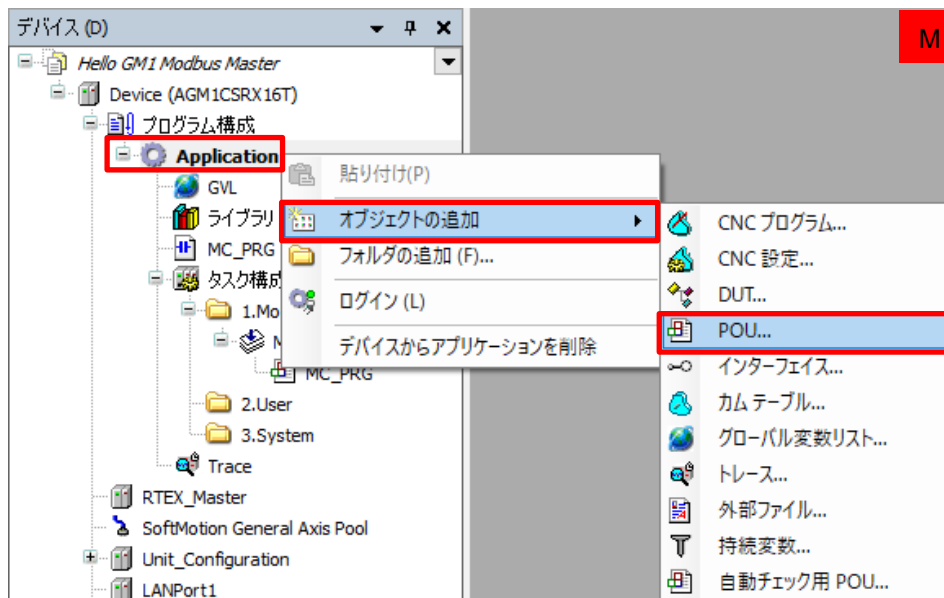 デバイス (D)
M
Hello GM1 Modbus Master
Device (AGM1CSRX16T)
プログラム構成
Application
GVL
ライブラリ
MC_PRG
タスク構成
1.Mo
MC_PRG
2.User
3.System
Trace
RTEX_Master
SoftMotion General Axis Pool
Unit_Configuration
LANPort1
貼り付け(P)
オブジェクトの追加
フォルダの追加 (F)...
ログイン (L)
デバイスからアプリケーションを削除
CNC プログラム...
CNC 設定...
DUT...
POU...
インターフェイス...
カム テーブル...
グローバル変数リスト...
トレース...
外部ファイル...
持続変数...
自動チェック用 POU...